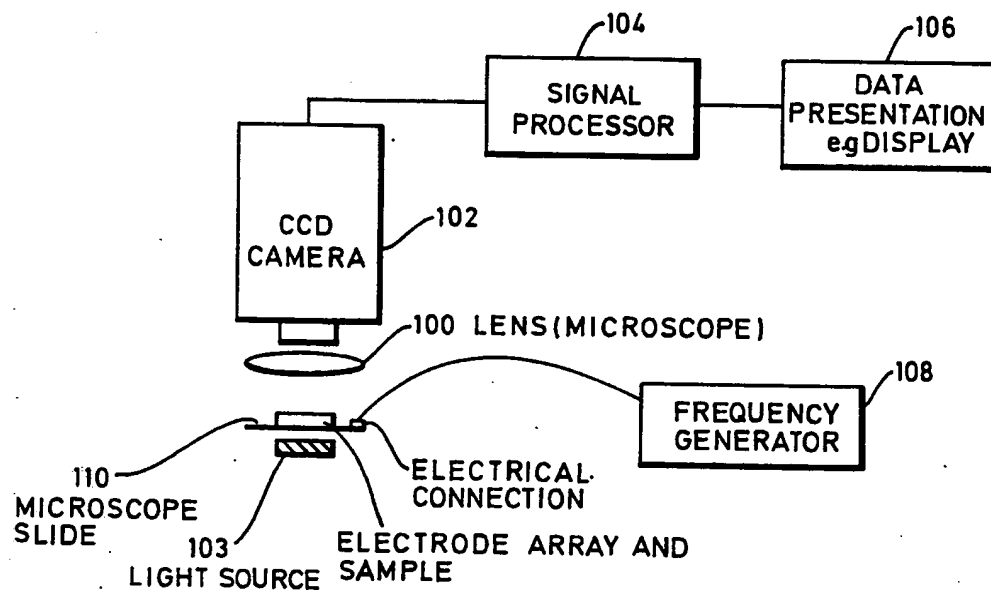 104
SIGNAL
PROCESSOR
106
DATA
PRESENTATION
e.g DISPLAY
CCD
CAMERA
102
100 LENS (MICROSCOPE)
108
FREQUENCY
GENERATOR
110
MICROSCOPE
SLIDE
103
LIGHT SOURCE
ELECTRICAL
CONNECTION
ELECTRODE ARRAY AND
SAMPLE